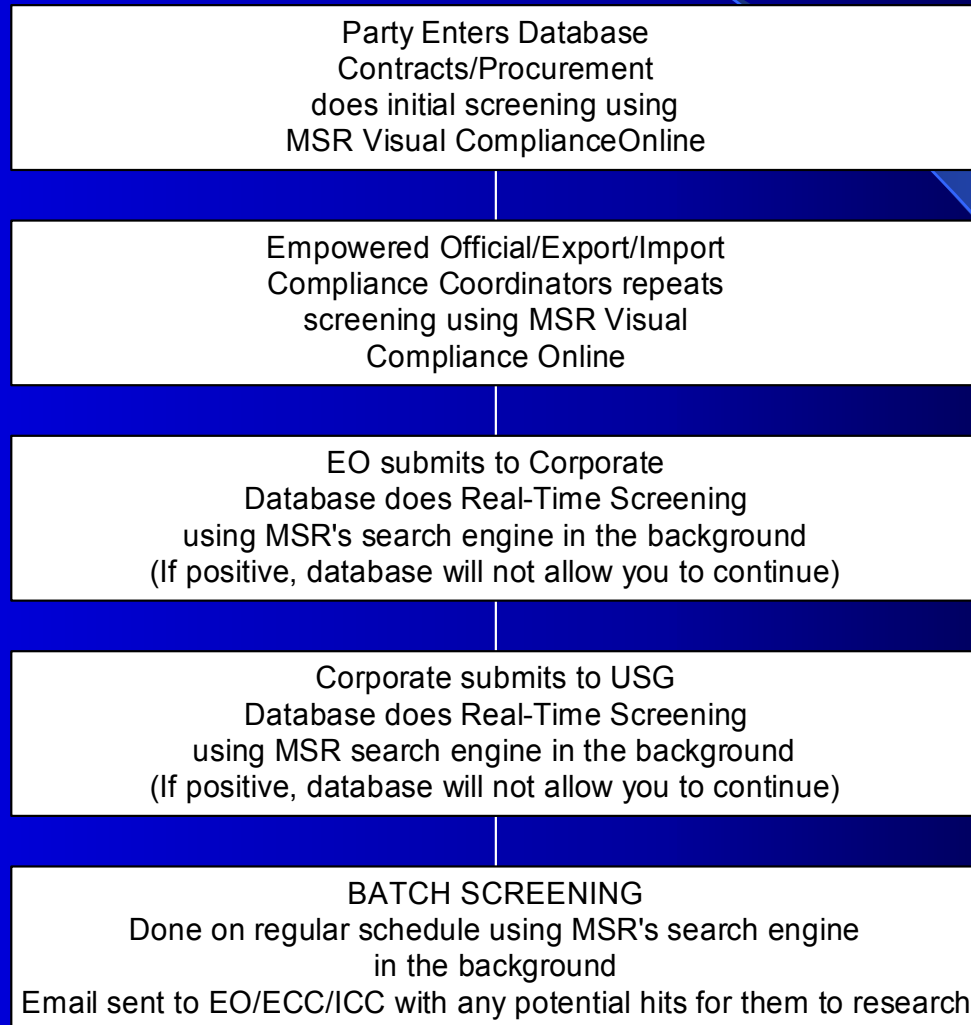 Party Enters Database
Contracts/Procurement
does initial screening using
MSR Visual ComplianceOnline
Empowered Official/Export/Import
Compliance Coordinators repeats
screening using MSR Visual
Compliance Online
EO submits to Corporate
Database does Real-Time Screening
using MSR's search engine in the background
(If positive, database will not allow you to continue)
Corporate submits to USG
Database does Real-Time Screening
using MSR search engine in the background
(If positive, database will not allow you to continue)
BATCH SCREENING
Done on regular schedule using MSR's search engine
in the background
Email sent to EO/ECC/ICC with any potential hits for them to research